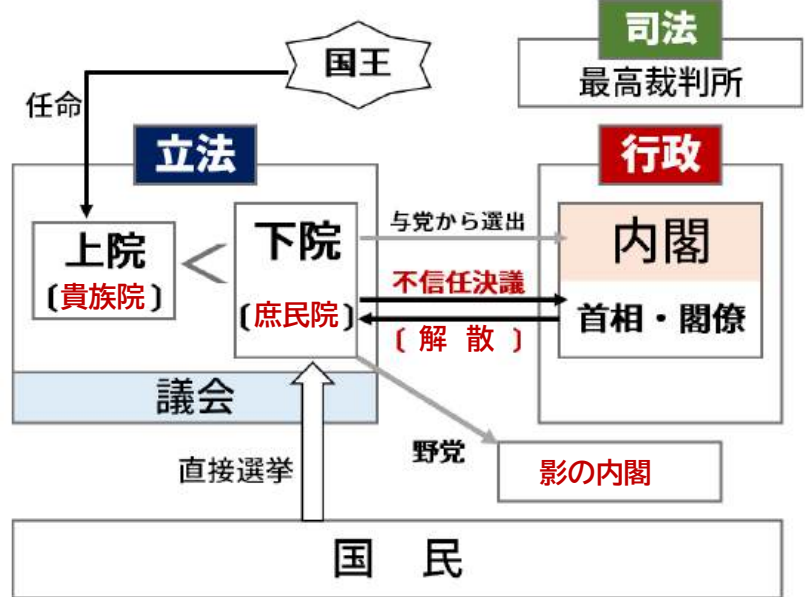 司法
国王
最高裁判所
任命
立法
行政
与党から選出
上院
〔貴族院〕
＜
下院
〔庶民院〕
内閣
不信任決議
首相・閣僚
〔 解 散 〕
議会
直接選挙
野党
影の内閣
国 民